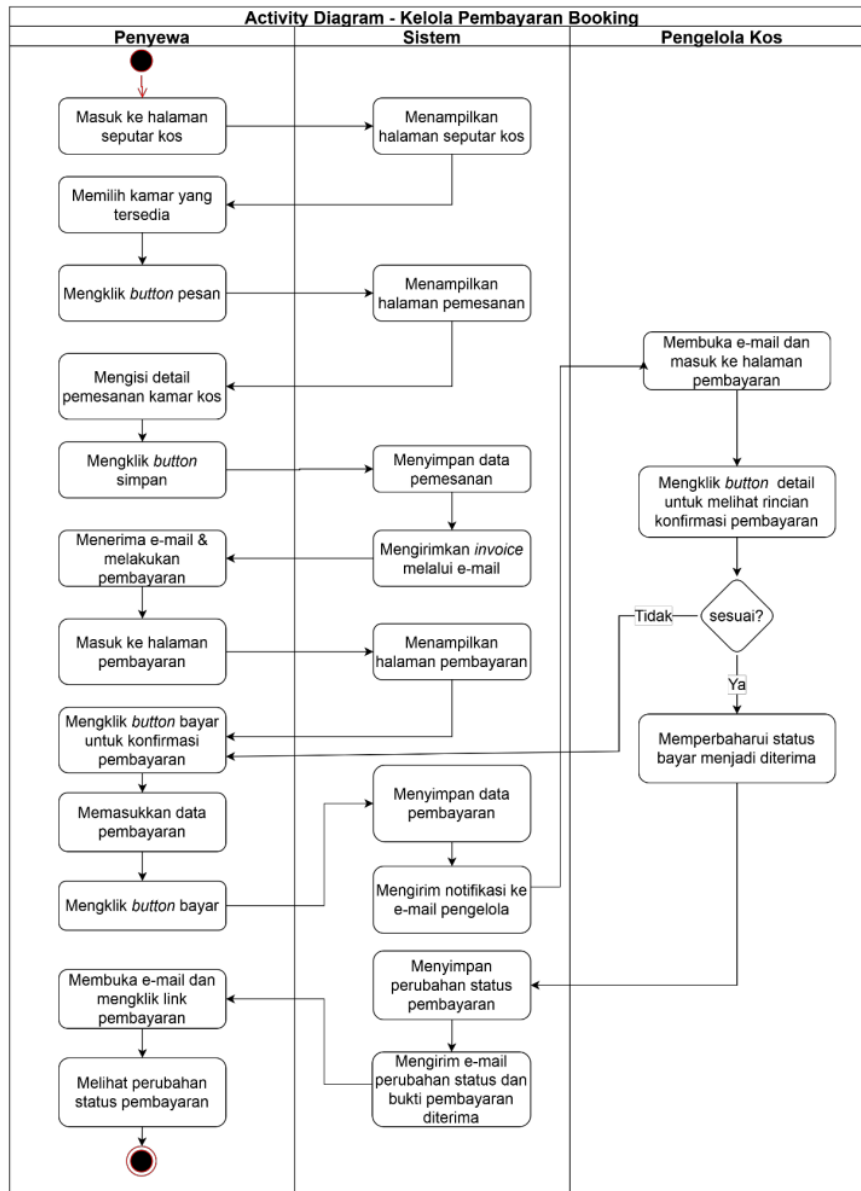 Activity Diagram - Kelola Pembayaran Booking
Penyewa
Sistem
Pengelola Kos
Masuk ke halaman
seputar kos
Menampilkan
halaman seputar kos
Memilih kamar yang
tersedia
Mengklik button pesan
Menampilkan
halaman pemesanan
Membuka e-mail dan
masuk ke halaman
pembayaran
Mengisi detail
pemesanan kamar kos
Mengklik button
simpan
Menyimpan data
pemesanan
Mengklik button detail
untuk melihat rincian
konfirmasi pembayaran
Menerima e-mail &
melakukan
pembayaran
Mengirimkan invoice
melalui e-mail
Tidak
sesuai?
Masuk ke halaman
pembayaran
Menampilkan
halaman pembayaran
Ya
Mengklik button bayar
untuk konfirmasi
pembayaran
Memperbaharui status
bayar menjadi diterima
Memasukkan data
pembayaran
Menyimpan data
pembayaran
Mengklik button bayar
Mengirim notifikasi ke
e-mail pengelola
Membuka e-mail dan
mengklik link
pembayaran
Menyimpan
perubahan status
pembayaran
Melihat perubahan
status pembayaran
Mengirim e-mail
perubahan status dan
bukti pembayaran
diterima